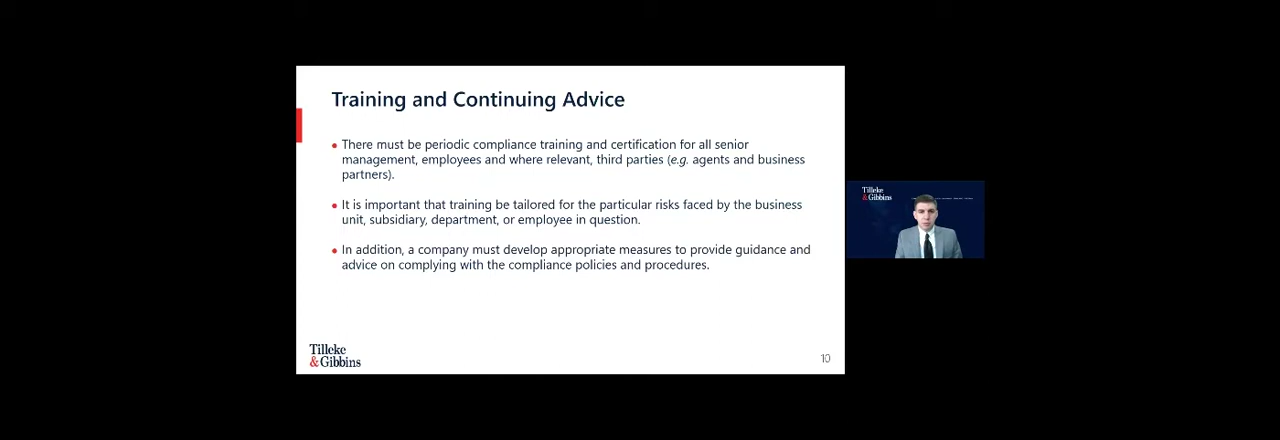 Training and Continuing Advice
• There must be periodic compliance training and certification for all senior
management, employees and where relevant, third parties (e.g. agents and business
partners).
• It is important that training be tailored for the particular risks faced by the business
unit, subsidiary, department, or employee in question.
• In addition, a company must develop appropriate measures to provide guidance and
advice on complying with the compliance policies and procedures.
Tilleke
& Gibbins
10
Tilleke
& Gibbins